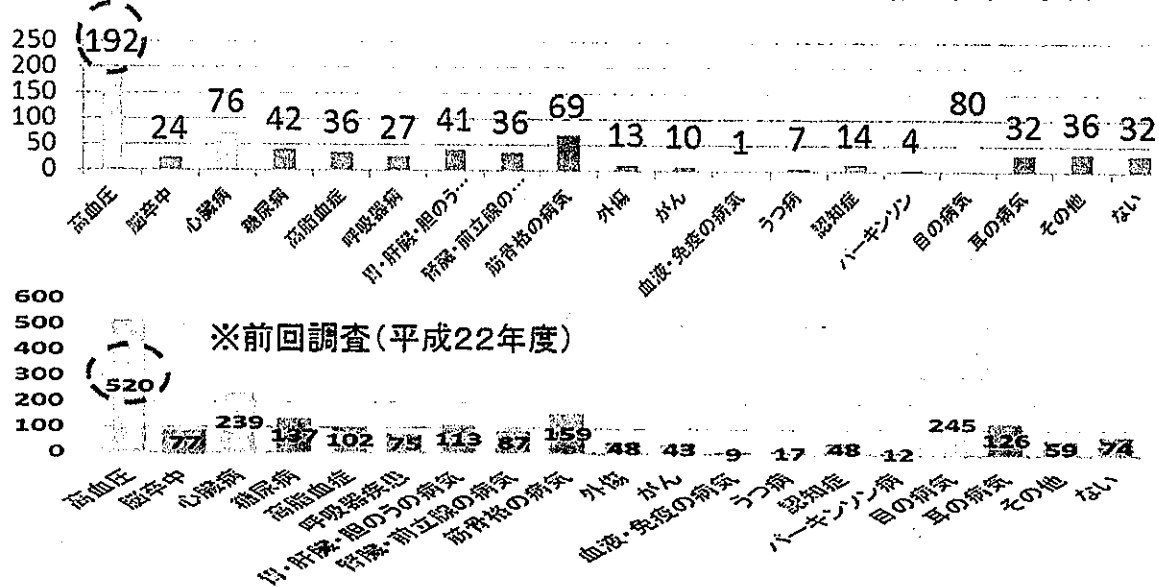 250
200
150
100
50
0
192 24 76 42 36 27 41 36 69 13 10 1 7 14 4 80 32 36 32
高血圧 脳卒中 心臓病 糖尿病 高脂血症 呼吸器病 胃・肝臓・胆のう… 腎臓・前立腺の… 筋骨格の病気 外傷 がん 血液・免疫の病気 うつ病 認知症 パーキンソン 目の病気 耳の病気 その他 ない
※前回調査(平成22年度)
600
500
400
300
200
100
0
520 77 239 137 102 75 113 87 159 48 43 9 17 48 12 245 126 59 74
高血圧 脳卒中 心臓病 糖尿病 高脂血症 呼吸器疾患 胃・肝臓・胆のうの病気 腎臓・前立腺の病気 筋骨格の病気 外傷 がん 血液・免疫の病気 うつ病 認知症 パーキンソン病 目の病気 耳の病気 その他 ない